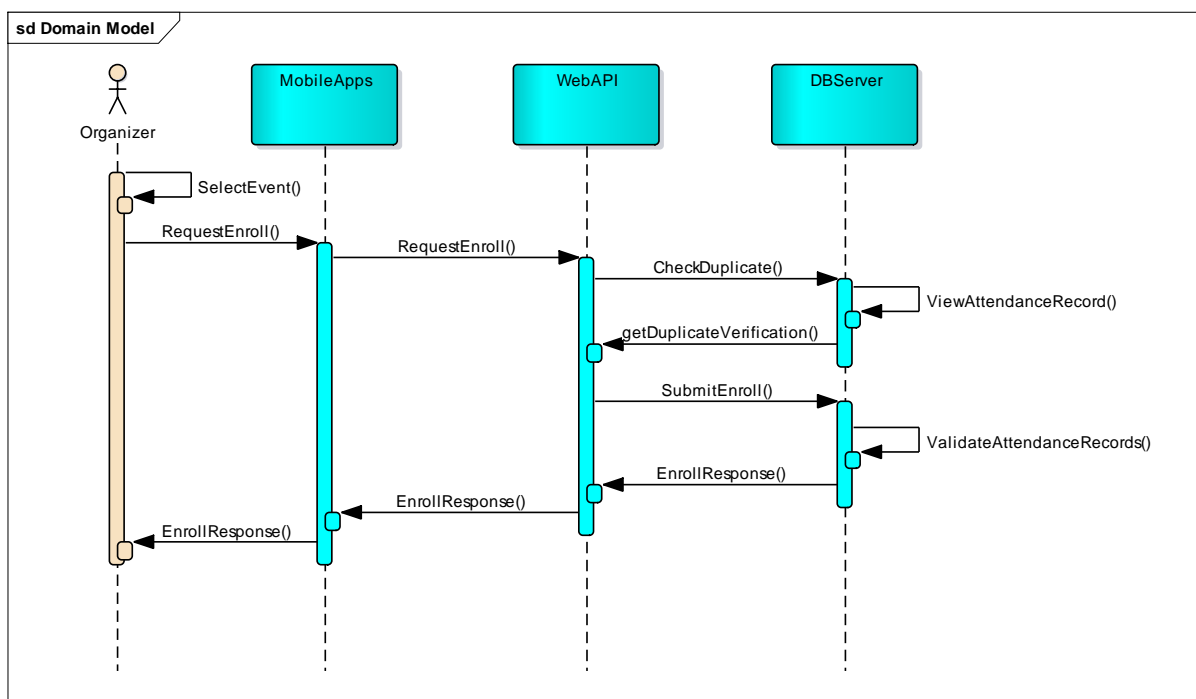 sd Domain Model
Organizer
MobileApps
WebAPI
DBServer
SelectEvent()
RequestEnroll()
RequestEnroll()
CheckDuplicate()
ViewAttendanceRecord()
getDuplicateVerification()
SubmitEnroll()
ValidateAttendanceRecords()
EnrollResponse()
EnrollResponse()
EnrollResponse()